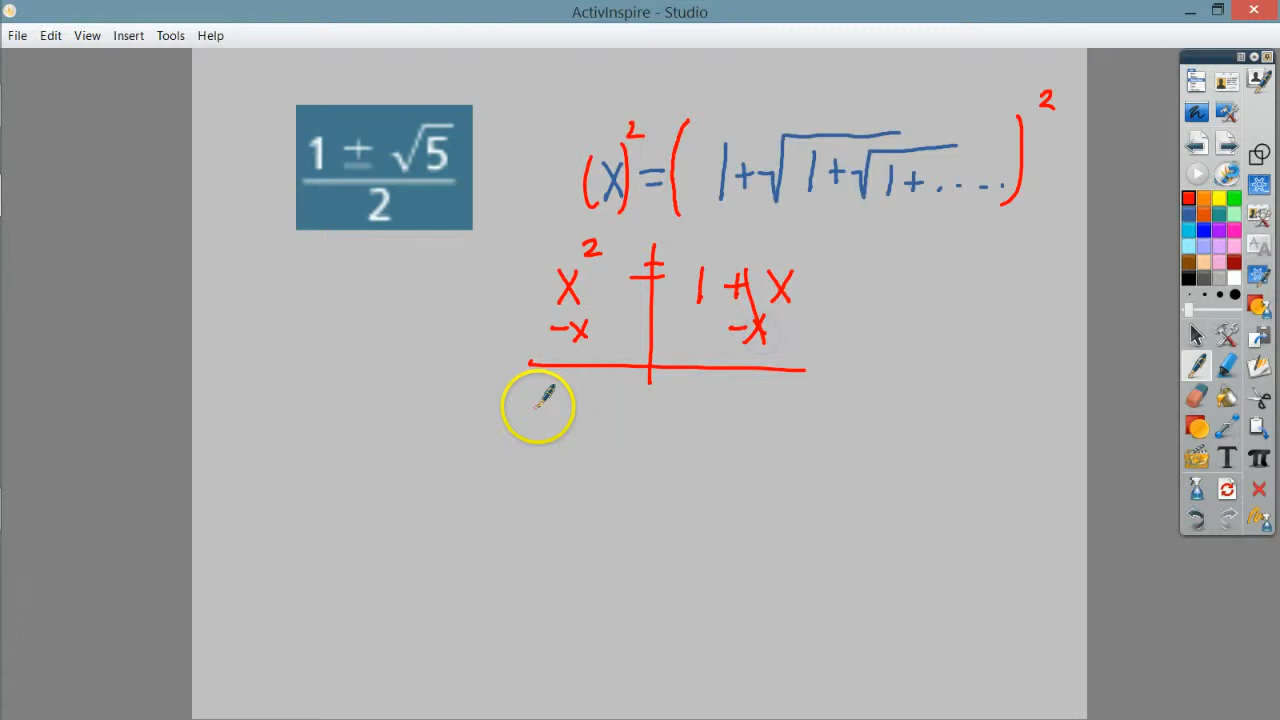 ActivInspire - Studio
File Edit View Insert Tools Help
1 ± √5
2
(x)² = (1 + √1 + √1 + . . . . .)²
x² = 1 + x
-x -x